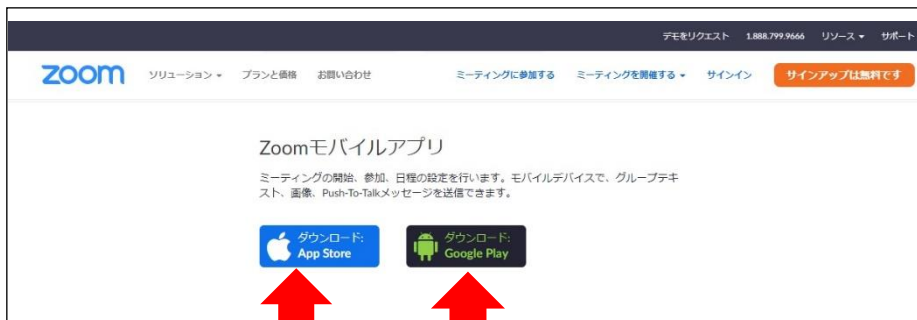 デモをリクエスト 1.888.799.9666 リソース サポート
zoom ソリューション プランと価格 お問い合わせ ミーティングに参加する ミーティングを開催する サインイン サインアップは無料です
Zoomモバイルアプリ
ミーティングの開始、参加、日程の設定を行います。モバイルデバイスで、グループテキ
スト、画像、Push-To-Talkメッセージを送信できます。
ダウンロード: ダウンロード:
App Store Google Play